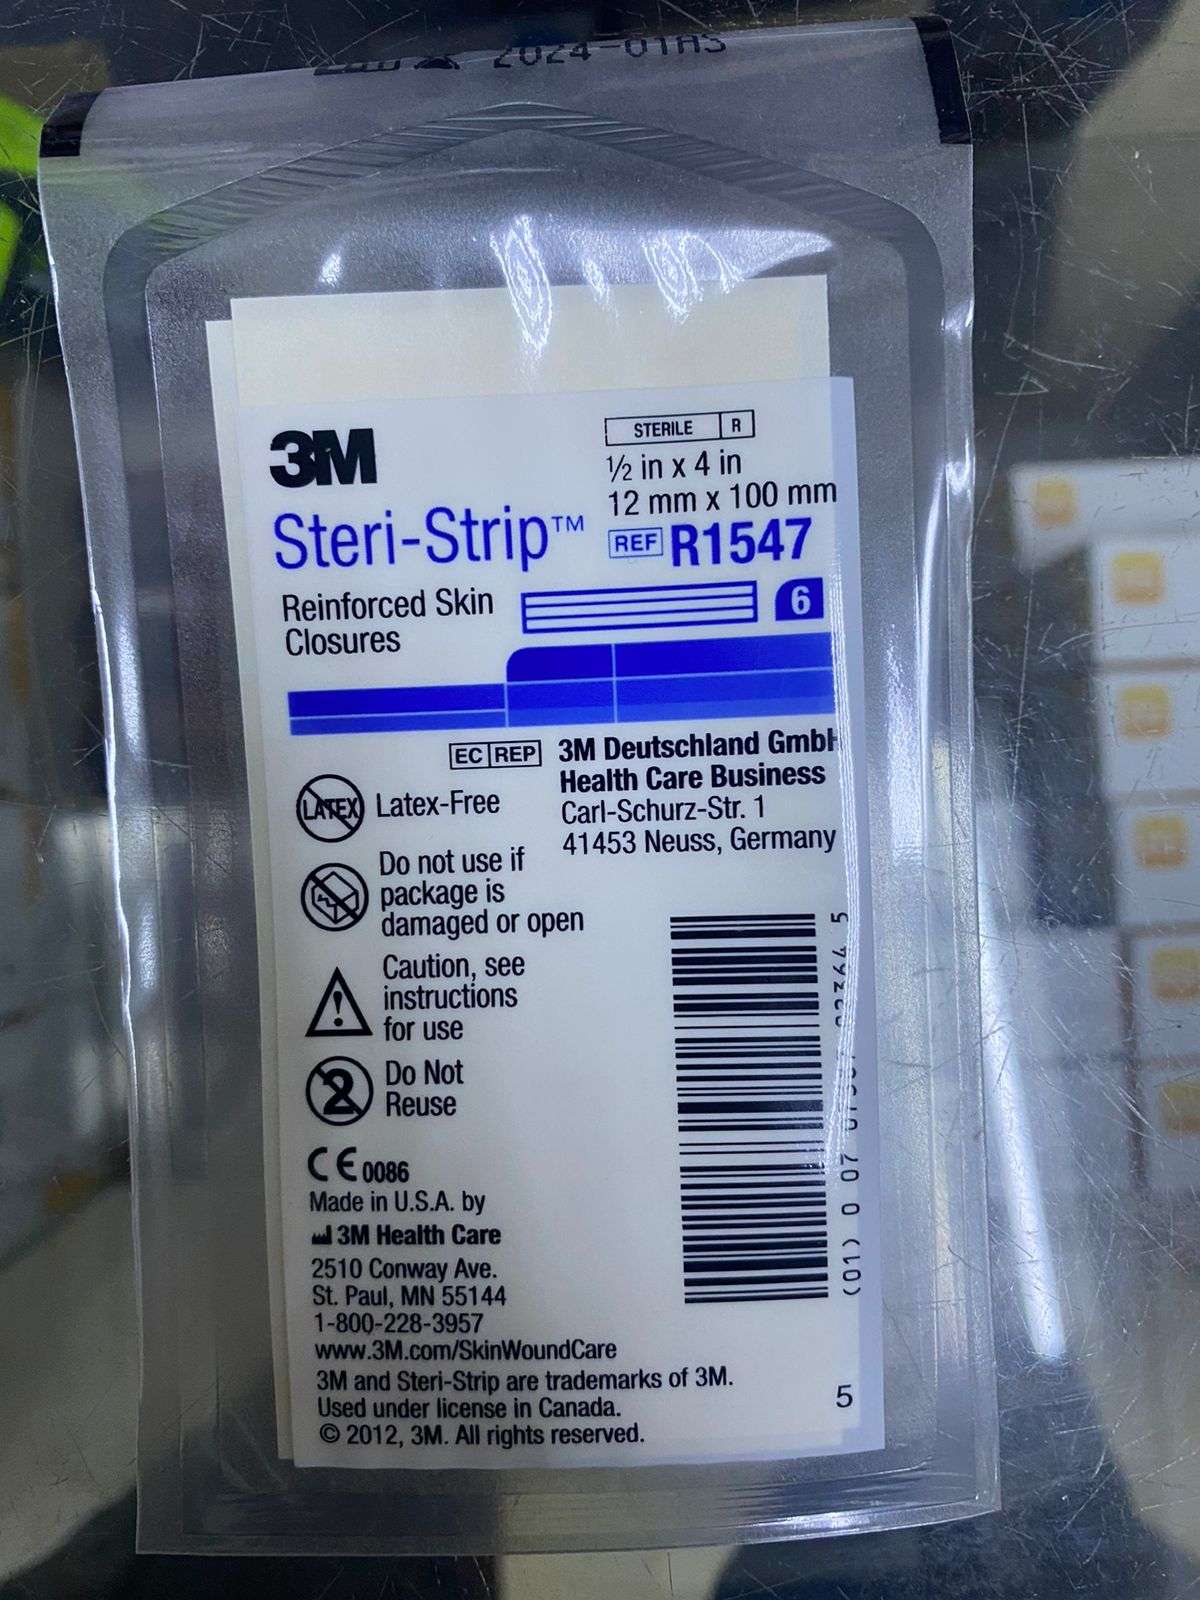 2024-01AS
3M
STERILE R
½ in x 4 in
12 mm x 100 mm
Steri-Strip™
REF R1547
Reinforced Skin
Closures
6
EC REP
3M Deutschland GmbH
Health Care Business
Carl-Schurz-Str. 1
41453 Neuss, Germany
LATEX
Latex-Free
Do not use if
package is
damaged or open
Caution, see
instructions
for use
2
Do Not
Reuse
CE 0086
Made in U.S.A. by
3M Health Care
2510 Conway Ave.
St. Paul, MN 55144
1-800-228-3957
www.3M.com/SkinWoundCare
3M and Steri-Strip are trademarks of 3M.
Used under license in Canada.
© 2012, 3M. All rights reserved.
(01) 0 07
5
5